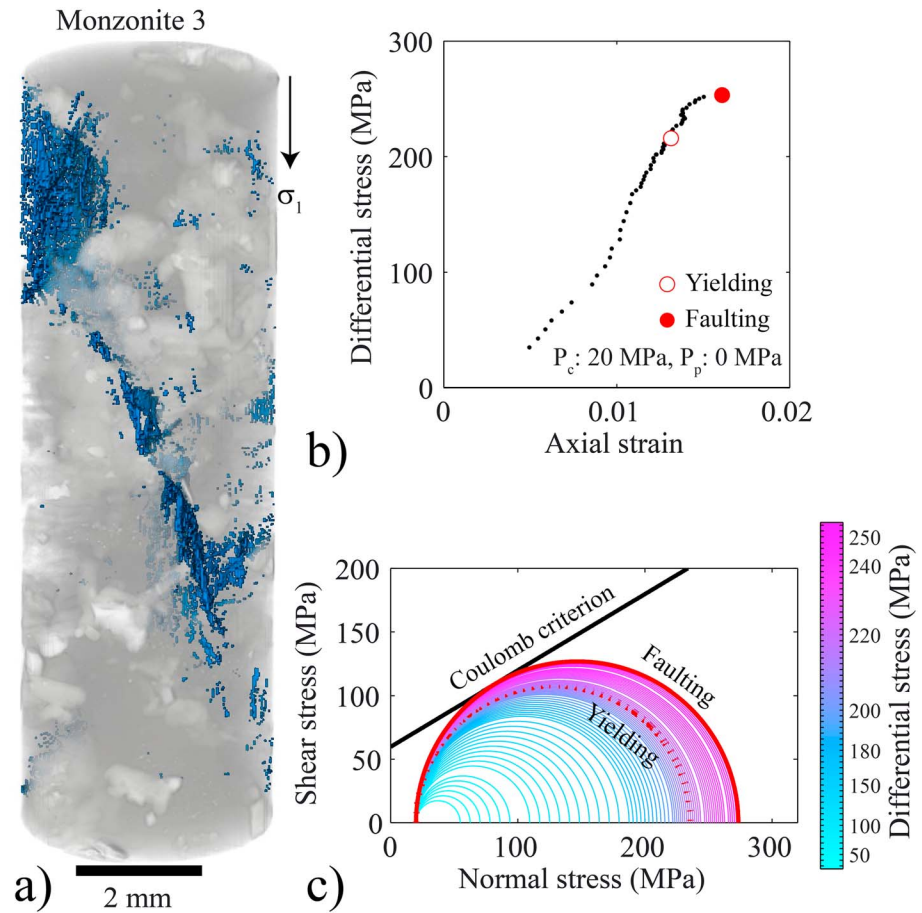 Monzonite 3
σ1
2 mm
a)
300
200
100
0
Differential stress (MPa)
Yielding
Faulting
Pc: 20 MPa, Pp: 0 MPa
0 0.01 0.02
Axial strain
b)
200
150
100
50
0
Shear stress (MPa)
Coulomb criterion
Faulting
Yielding
0 100 200 300
Normal stress (MPa)
c)
250
240
220
200
180
150
100
50
Differential stress (MPa)